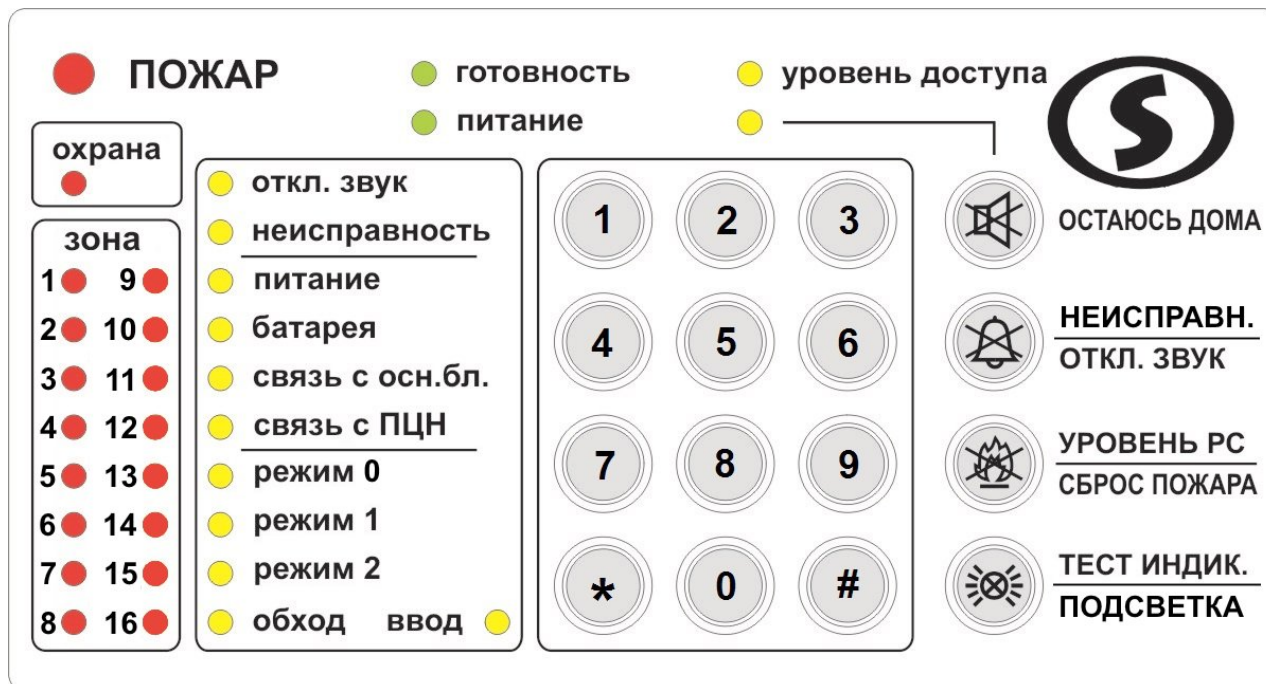 ПОЖАР
готовность
уровень доступа
питание
охрана
зона
1 9
2 10
3 11
4 12
5 13
6 14
7 15
8 16
откл. звук
неисправность
питание
батарея
связь с осн.бл.
связь с ПЦН
режим 0
режим 1
режим 2
обход ввод
1 2 3
4 5 6
7 8 9
* 0 #
S
ОСТАЮСЬ ДОМА
НЕИСПРАВН.
ОТКЛ. ЗВУК
УРОВЕНЬ РС
СБРОС ПОЖАРА
ТЕСТ ИНДИК.
ПОДСВЕТКА